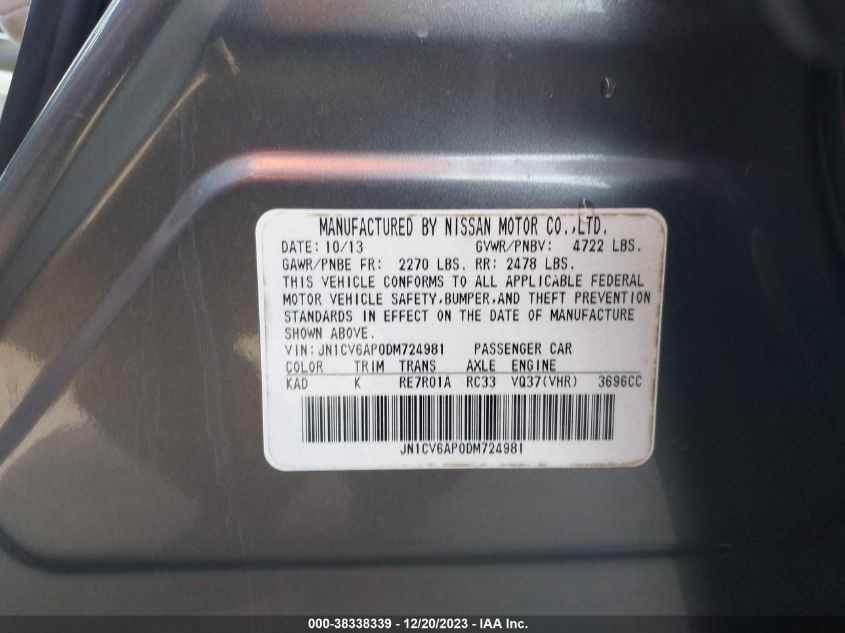 MANUFACTURED BY NISSAN MOTOR CO.,LTD.
DATE: 10/13 GVWR/PNBV: 4722 LBS.
GAWR/PNBE FR: 2270 LBS. RR: 2478 LBS.
THIS VEHICLE CONFORMS TO ALL APPLICABLE FEDERAL
MOTOR VEHICLE SAFETY,BUMPER,AND THEFT PREVENTION
STANDARDS IN EFFECT ON THE DATE OF MANUFACTURE
SHOWN ABOVE.
VIN: JN1CV6AP0DM724981 PASSENGER CAR
COLOR TRIM TRANS AXLE ENGINE
KAD K RE7R01A RC33 VQ37(VHR) 3696CC
JN1CV6AP0DM724981
000-38338339 - 12/20/2023 - IAA Inc.